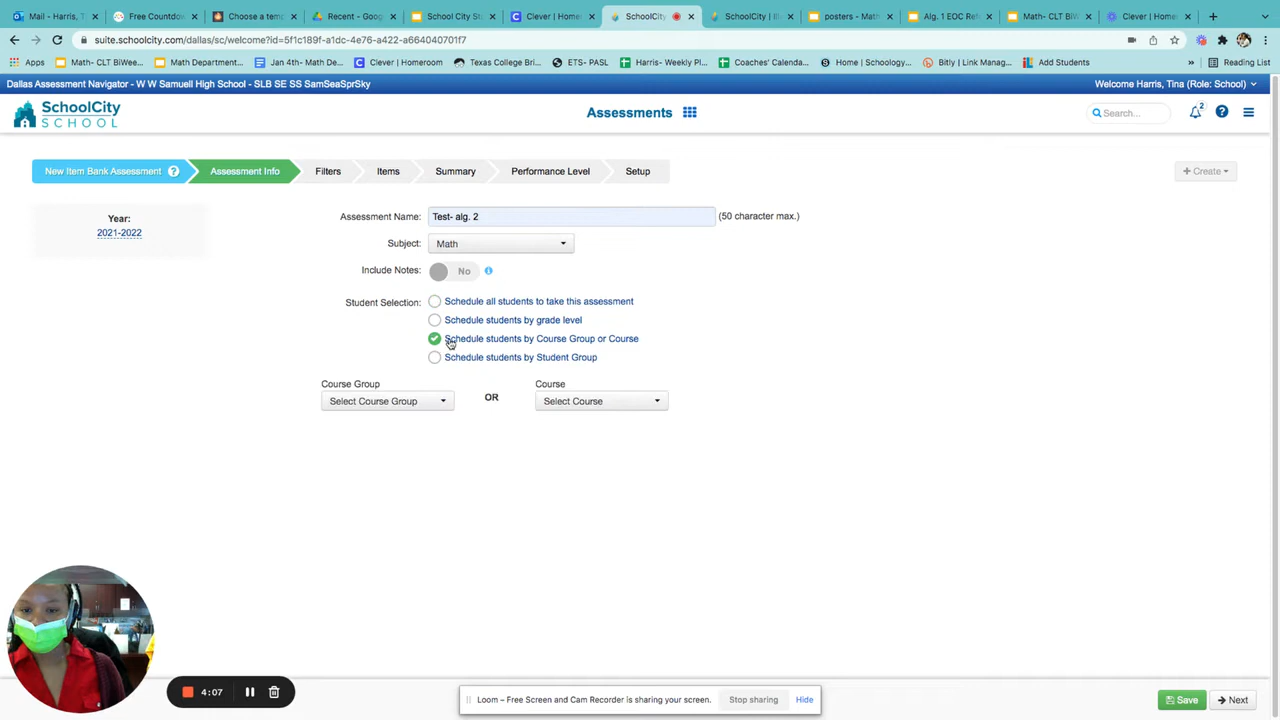 Mail - Harris, T
Free Countdow
Choose a temp
Recent - Goog
School City Stu
Clever | Home
SchoolCity
SchoolCity | Ill
posters - Math
Alg. 1 EOC Ref
Math- CLT BiW
Clever | Home
suite.schoolcity.com/dallas/sc/welcome?id=5f1c189f-a1dc-4e76-a422-a664040701f7
Apps
Math- CLT BiWee...
Math Department...
Jan 4th- Math De...
Clever | Homeroom
Texas College Bri...
ETS- PASL
Harris- Weekly Pl...
Coaches' Calenda...
Home | Schoology...
Bitly | Link Manag...
Add Students
»
Reading List
Dallas Assessment Navigator - W W Samuell High School - SLB SE SS SamSeaSprSky
Welcome Harris, Tina (Role: School)
SchoolCity
SCHOOL
Assessments
Search...
2
New Item Bank Assessment ?
Assessment Info
Filters
Items
Summary
Performance Level
Setup
+ Create
Year:
2021-2022
Assessment Name: Test- alg. 2 (50 character max.)
Subject: Math
Include Notes: No
Student Selection: Schedule all students to take this assessment
Schedule students by grade level
Schedule students by Course Group or Course
Schedule students by Student Group
Course Group
Select Course Group
OR
Course
Select Course
4:07
Loom – Free Screen and Cam Recorder is sharing your screen.
Stop sharing
Hide
Save
Next